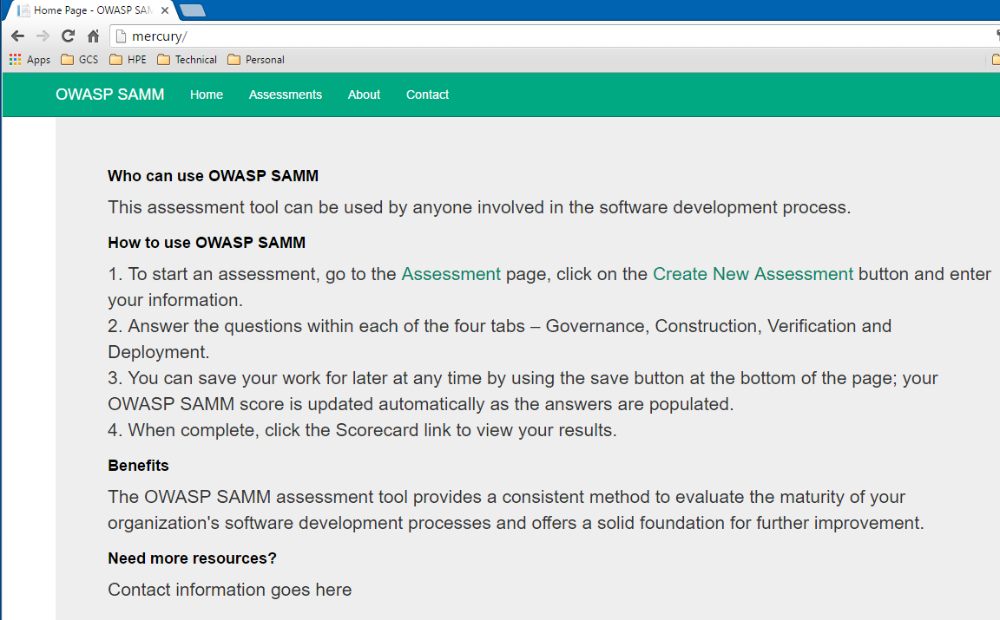 Home Page - OWASP SAM
mercury/
Apps GCS HPE Technical Personal
OWASP SAMM Home Assessments About Contact
Who can use OWASP SAMM
This assessment tool can be used by anyone involved in the software development process.
How to use OWASP SAMM
1. To start an assessment, go to the Assessment page, click on the Create New Assessment button and enter
your information.
2. Answer the questions within each of the four tabs – Governance, Construction, Verification and
Deployment.
3. You can save your work for later at any time by using the save button at the bottom of the page; your
OWASP SAMM score is updated automatically as the answers are populated.
4. When complete, click the Scorecard link to view your results.
Benefits
The OWASP SAMM assessment tool provides a consistent method to evaluate the maturity of your
organization's software development processes and offers a solid foundation for further improvement.
Need more resources?
Contact information goes here